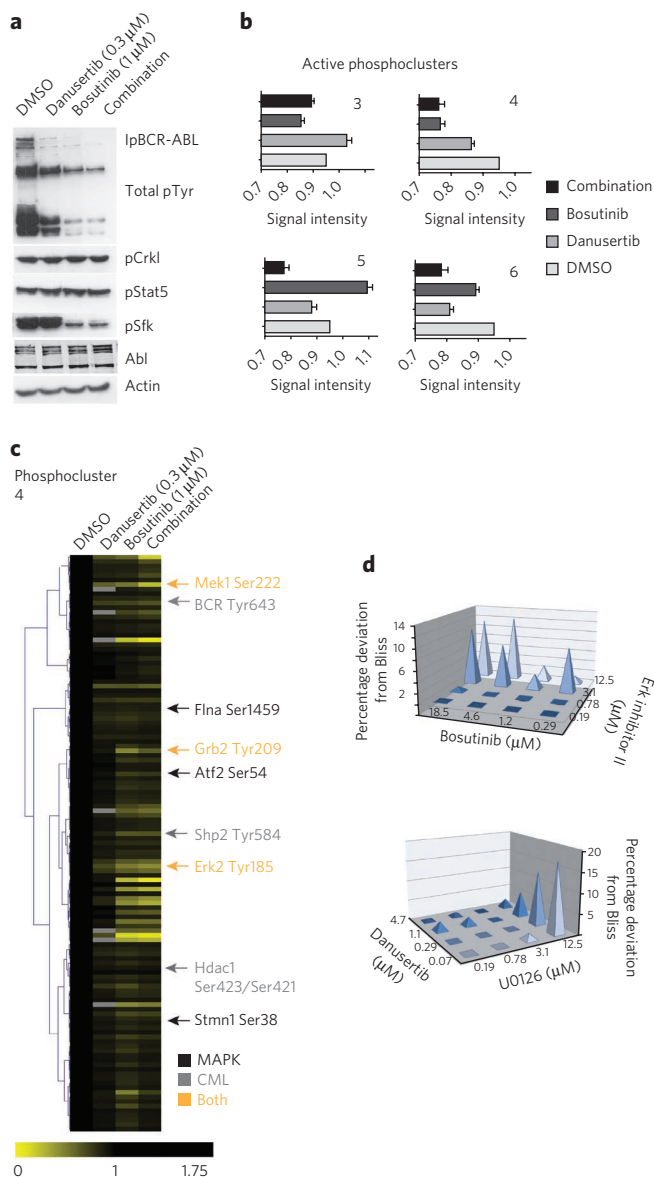 a
DMSO
Danusertib (0.3 µM)
Bosutinib (1 µM)
Combination
IpBCR-ABL
Total pTyr
pCrkl
pStat5
pSfk
Abl
Actin
b
Active phosphoclusters
3
0.7
0.8
0.9
1.0
Signal intensity
4
0.7
0.8
0.9
1.0
Signal intensity
Combination
Bosutinib
Danusertib
DMSO
5
0.7
0.8
0.9
1.0
1.1
Signal intensity
6
0.7
0.8
0.9
1.0
Signal intensity
c
Phosphocluster
4
DMSO
Danusertib (0.3 µM)
Bosutinib (1 µM)
Combination
Mek1 Ser222
BCR Tyr643
Flna Ser1459
Grb2 Tyr209
Atf2 Ser54
Shp2 Tyr584
Erk2 Tyr185
Hdac1
Ser423/Ser421
Stmn1 Ser38
MAPK
CML
Both
0 1 1.75
d
Percentage deviation
from Bliss
14
12
10
8
6
4
2
18.5
4.6
1.2
0.29
Bosutinib (µM)
12.5
3.1
0.78
0.19
Erk inhibitor II
(µM)
20
15
10
5
Percentage deviation
from Bliss
4.7
1.1
0.29
0.07
Danusertib
(µM)
0.19
0.78
3.1
12.5
U0126 (µM)